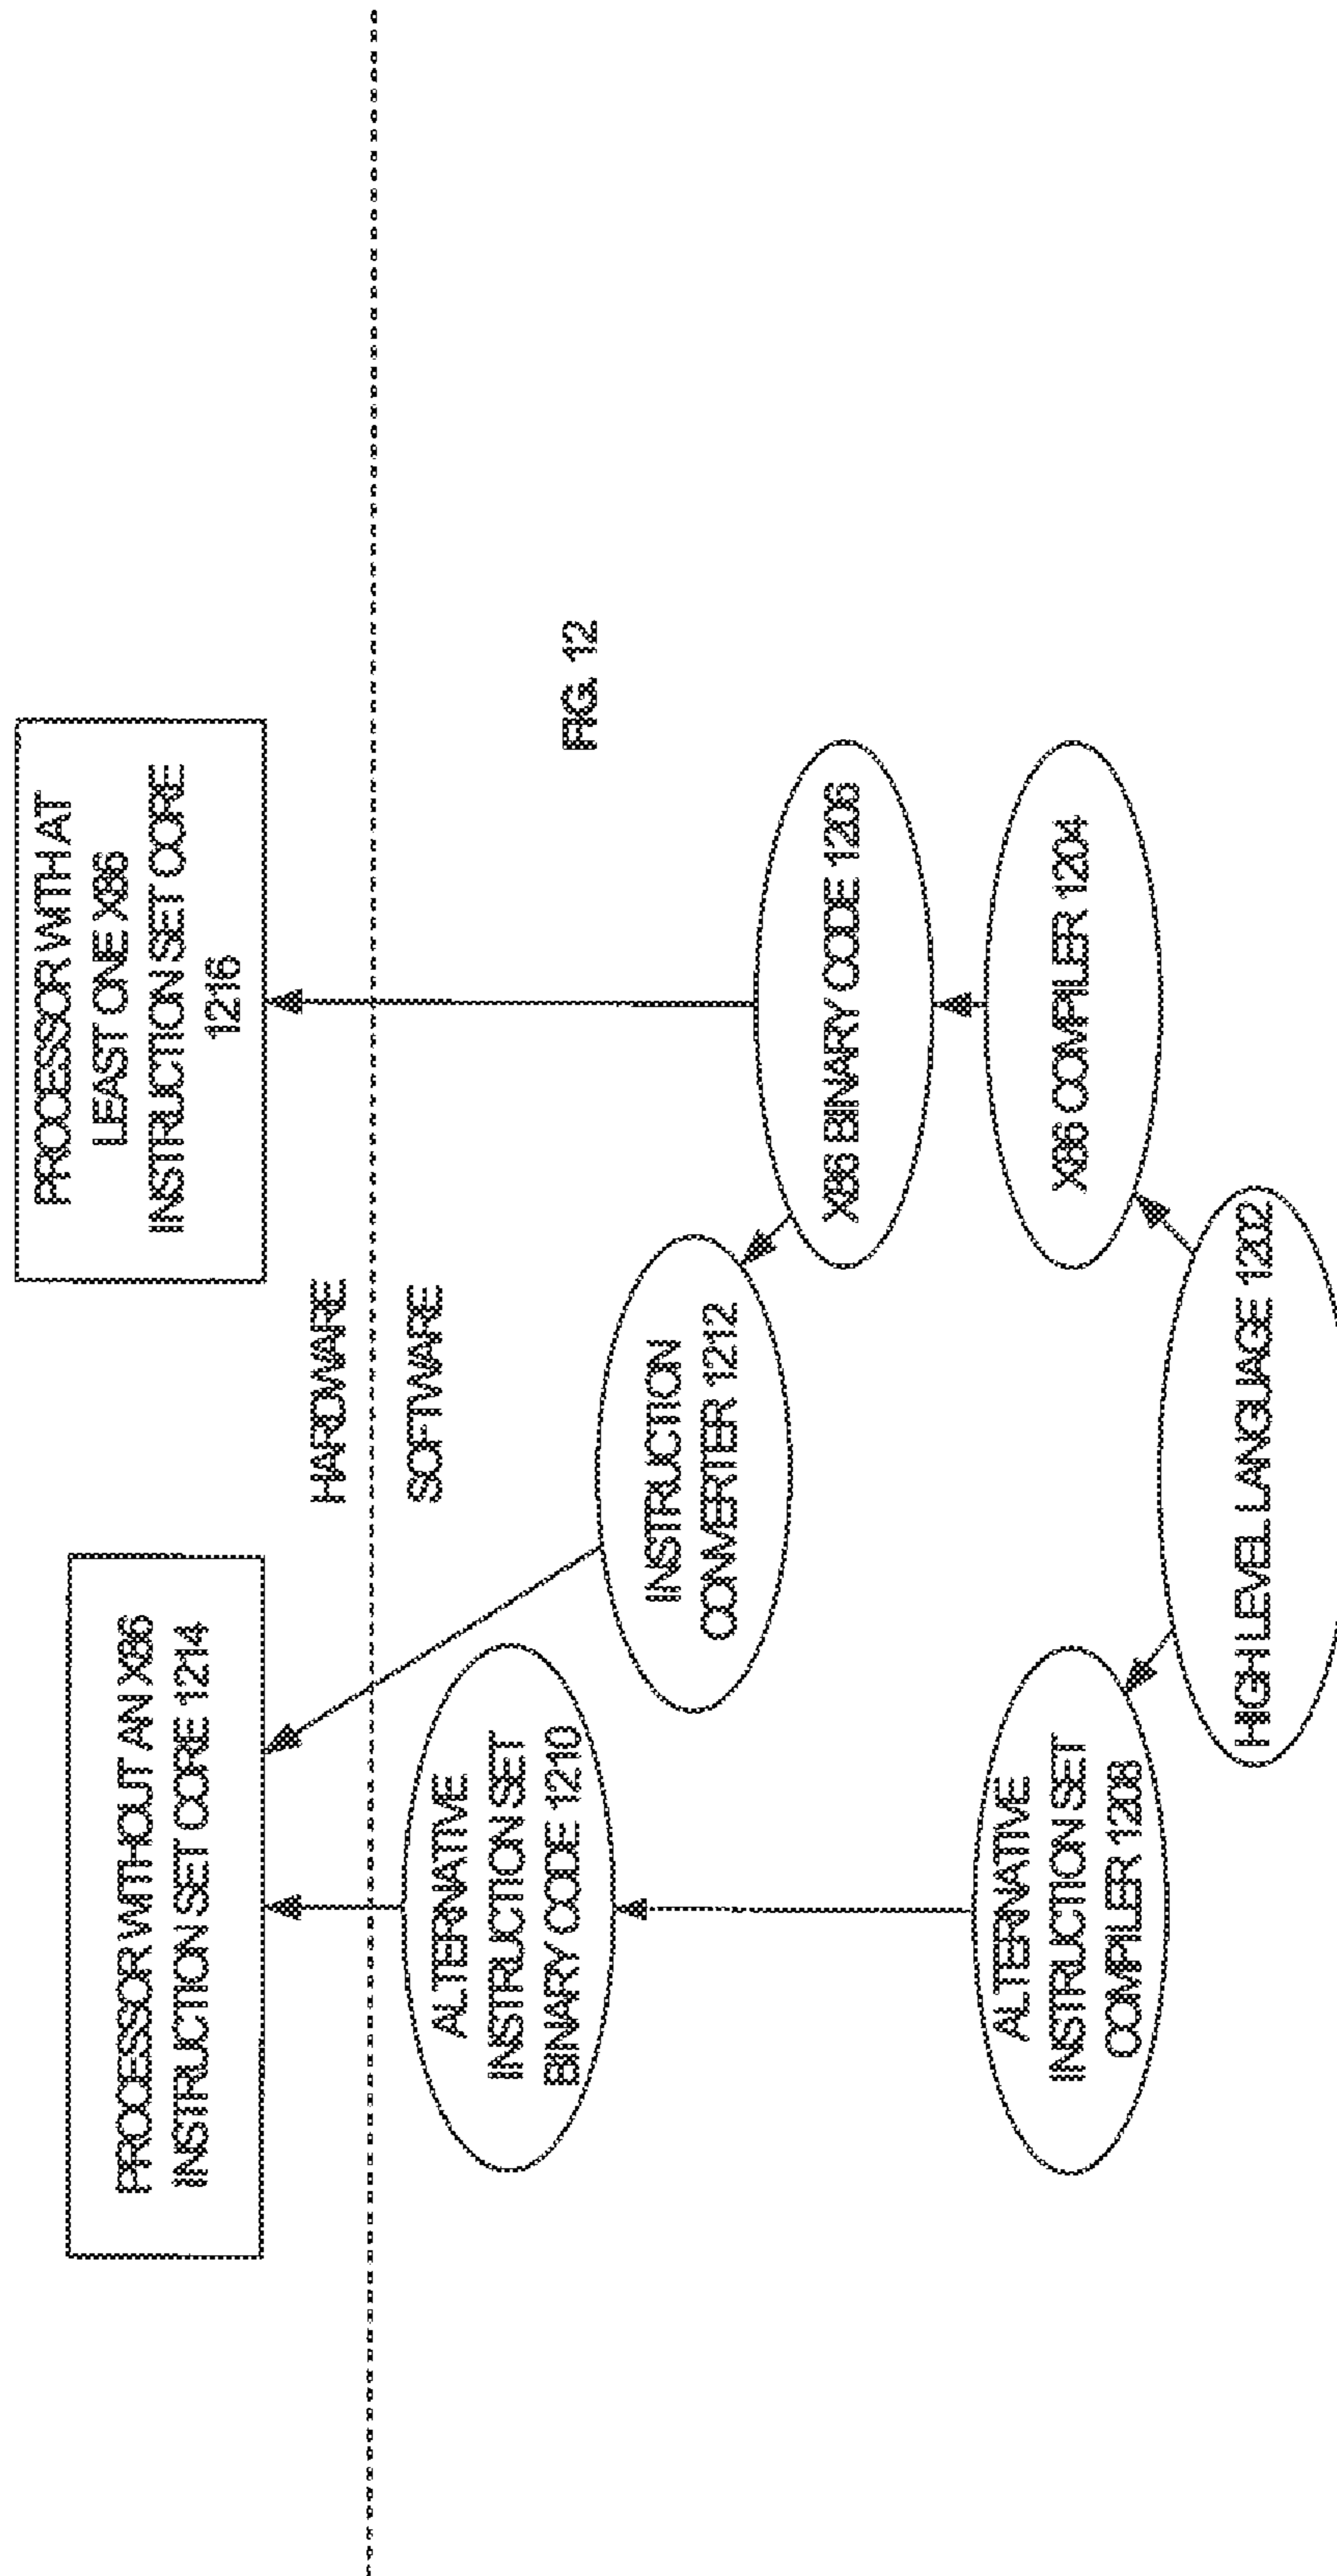 PROCESSOR WITHOUT AN X86
INSTRUCTION SET CORE 1214
PROCESSOR WITH AT
LEAST ONE X86
INSTRUCTION SET CORE
1216
HARDWARE
SOFTWARE
ALTERNATIVE
INSTRUCTION SET
BINARY CODE 1210
INSTRUCTION
CONVERTER 1212
X86 BINARY CODE 1206
FIG. 12
ALTERNATIVE
INSTRUCTION SET
COMPILER 1208
X86 COMPILER 1204
HIGH LEVEL LANGUAGE 1202